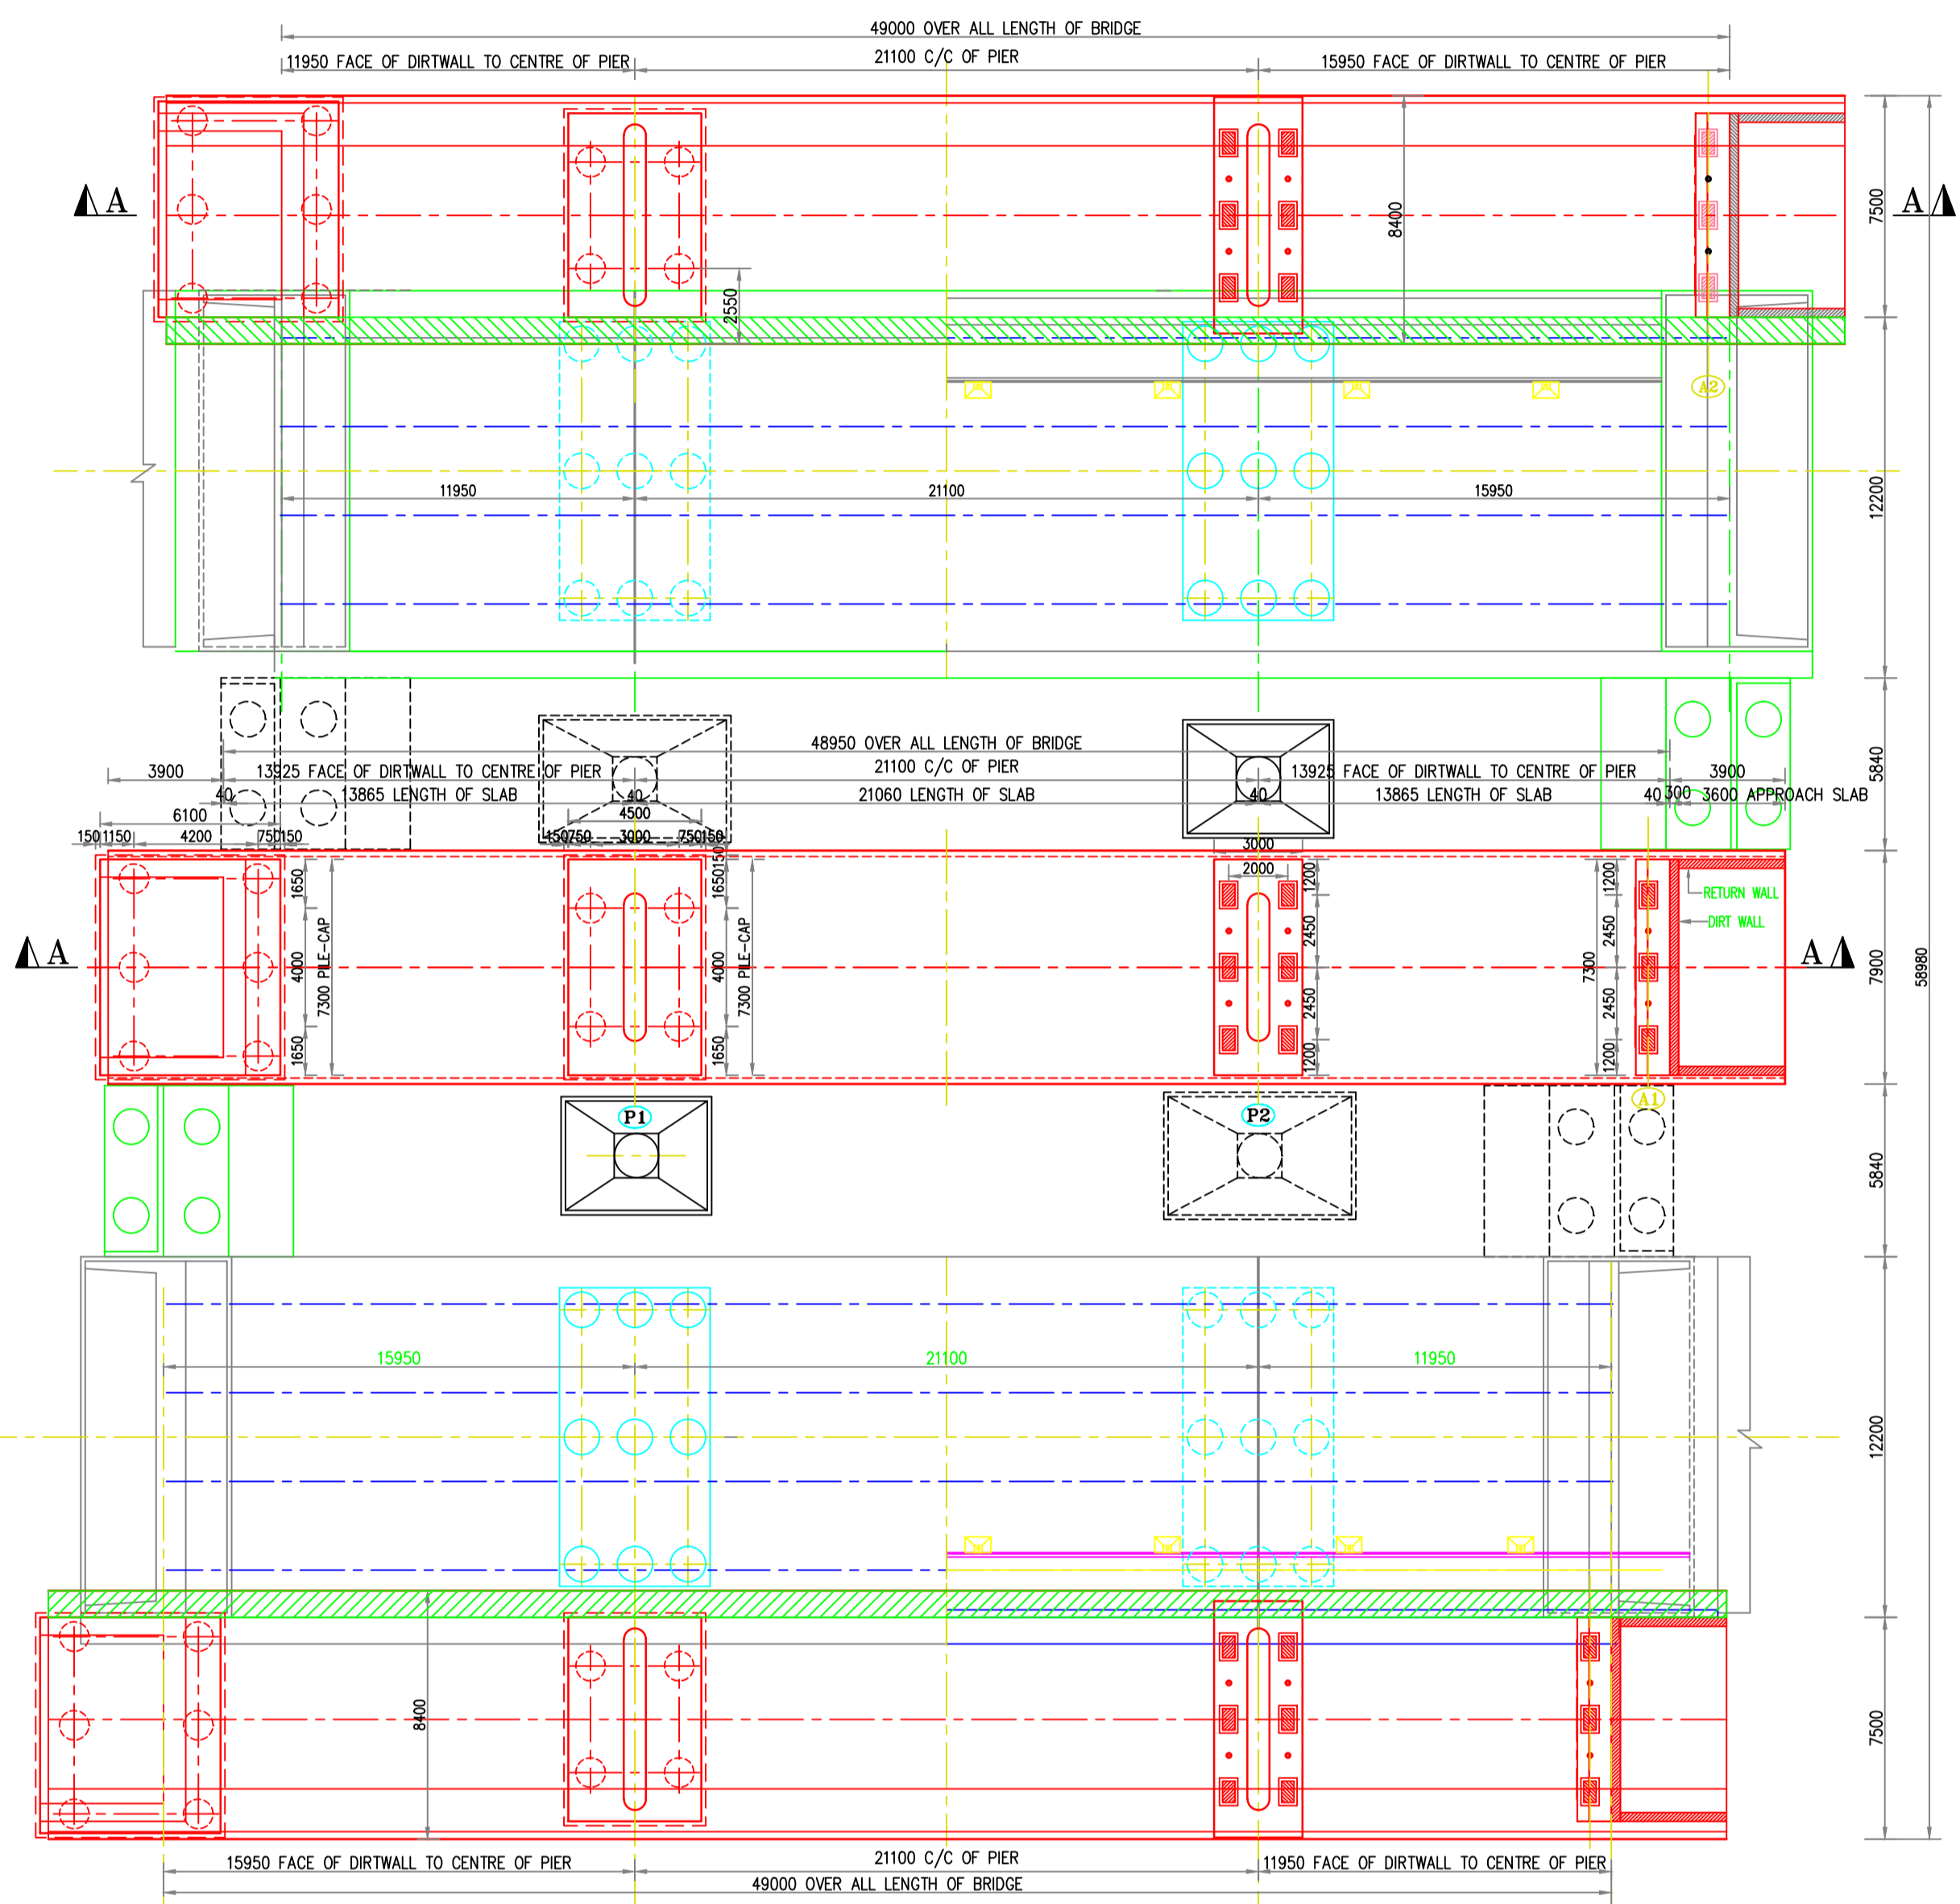 49000 OVER ALL LENGTH OF BRIDGE
11950 FACE OF DIRTWALL TO CENTRE OF PIER
21100 C/C OF PIER
15950 FACE OF DIRTWALL TO CENTRE OF PIER
A
A
8400
7500
2550
A2
11950
21100
15950
12200
48950 OVER ALL LENGTH OF BRIDGE
5840
3900
13925 FACE OF DIRTWALL TO CENTRE OF PIER
21100 C/C OF PIER
13925 FACE OF DIRTWALL TO CENTRE OF PIER
3900
40
13865 LENGTH OF SLAB
40
21060 LENGTH OF SLAB
40
13865 LENGTH OF SLAB
40
300
3600 APPROACH SLAB
6100
4500
150
1150
4200
750
150
150
750
3000
750
150
3000
2000
1650
4000
1650
7300 PILE-CAP
150
1650
4000
1650
7300 PILE-CAP
1200
2450
2450
1200
7300
1200
2450
2450
1200
RETURN WALL
DIRT WALL
7900
58980
A
A
P1
P2
A1
5840
15950
21100
11950
12200
8400
7500
15950 FACE OF DIRTWALL TO CENTRE OF PIER
21100 C/C OF PIER
11950 FACE OF DIRTWALL TO CENTRE OF PIER
49000 OVER ALL LENGTH OF BRIDGE